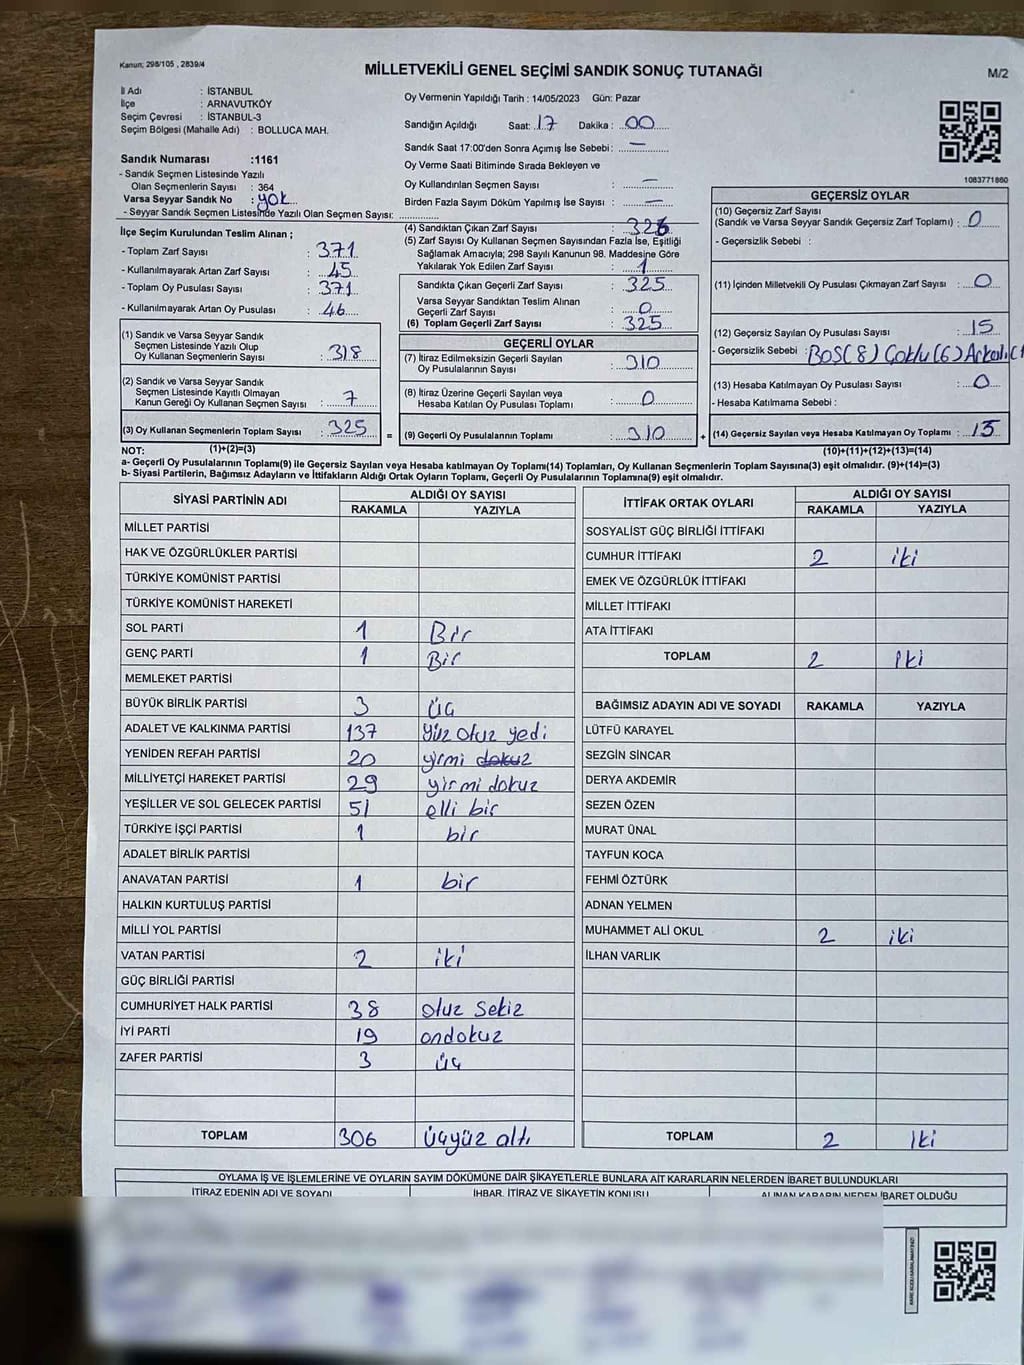 Kanun; 298/105 , 2839/4
MİLLETVEKİLİ GENEL SEÇİMİ SANDIK SONUÇ TUTANAĞI
M/2
İl Adı : İSTANBUL
İlçe : ARNAVUTKÖY
Seçim Çevresi : İSTANBUL-3
Seçim Bölgesi (Mahalle Adı) : BOLLUCA MAH.
Sandık Numarası :1161
- Sandık Seçmen Listesinde Yazılı
Olan Seçmenlerin Sayısı : 364
Varsa Seyyar Sandık No : yok
- Seyyar Sandık Seçmen Listesinde Yazılı Olan Seçmen Sayısı: ..............
İlçe Seçim Kurulundan Teslim Alınan ;
- Toplam Zarf Sayısı : 371
- Kullanılmayarak Artan Zarf Sayısı : 45
- Toplam Oy Pusulası Sayısı : 371
- Kullanılmayarak Artan Oy Pusulası : 46
(1) Sandık ve Varsa Seyyar Sandık
Seçmen Listesinde Yazılı Olup
Oy Kullanan Seçmenlerin Sayısı : 318
(2) Sandık ve Varsa Seyyar Sandık
Seçmen Listesinde Kayıtlı Olmayan
Kanun Gereği Oy Kullanan Seçmen Sayısı : 7
(3) Oy Kullanan Seçmenlerin Toplam Sayısı : 325
Oy Vermenin Yapıldığı Tarih : 14/05/2023 Gün: Pazar
Sandığın Açıldığı Saat: 17 Dakika : 00
Sandık Saat 17:00'den Sonra Açımış İse Sebebi : —
Oy Verme Saati Bitiminde Sırada Bekleyen ve
Oy Kullandırılan Seçmen Sayısı : —
Birden Fazla Sayım Döküm Yapılmış İse Sayısı : —
(4) Sandıktan Çıkan Zarf Sayısı : 326
(5) Zarf Sayısı Oy Kullanan Seçmen Sayısından Fazla İse, Eşitliği
Sağlamak Amacıyla; 298 Sayılı Kanunun 98. Maddesine Göre
Yakılarak Yok Edilen Zarf Sayısı : 1
Sandıkta Çıkan Geçerli Zarf Sayısı : 325
Varsa Seyyar Sandıktan Teslim Alınan
Geçerli Zarf Sayısı : 0
(6) Toplam Geçerli Zarf Sayısı : 325
GEÇERLİ OYLAR
(7) İtiraz Edilmeksizin Geçerli Sayılan
Oy Pusulalarının Sayısı : 310
(8) İtiraz Üzerine Geçerli Sayılan veya
Hesaba Katılan Oy Pusulası Toplamı : 0
= (9) Geçerli Oy Pusulalarının Toplamı : 310
1083771860
GEÇERSİZ OYLAR
(10) Geçersiz Zarf Sayısı
(Sandık ve Varsa Seyyar Sandık Geçersiz Zarf Toplamı) : 0
- Geçersizlik Sebebi :
(11) İçinden Milletvekili Oy Pusulası Çıkmayan Zarf Sayısı : 0
(12) Geçersiz Sayılan Oy Pusulası Sayısı : 15
- Geçersizlik Sebebi : BOŞ(8) Çoklu(6)
(13) Hesaba Katılmayan Oy Pusulası Sayısı : 0
- Hesaba Katılmama Sebebi :
+ (14) Geçersiz Sayılan veya Hesaba Katılmayan Oy Toplamı : 15
NOT: (1)+(2)=(3)
(10)+(11)+(12)+(13)=(14)
a- Geçerli Oy Pusulalarının Toplamı(9) ile Geçersiz Sayılan veya Hesaba katılmayan Oy Toplamı(14) Toplamları, Oy Kullanan Seçmenlerin Toplam Sayısına(3) eşit olmalıdır. (9)+(14)=(3)
b- Siyasi Partilerin, Bağımsız Adayların ve İttifakların Aldığı Ortak Oyların Toplamı, Geçerli Oy Pusulalarının Toplamına(9) eşit olmalıdır.
SİYASİ PARTİNİN ADI ALDIĞI OY SAYISI
RAKAMLA YAZIYLA
MİLLET PARTİSİ
HAK VE ÖZGÜRLÜKLER PARTİSİ
TÜRKİYE KOMÜNİST PARTİSİ
TÜRKİYE KOMÜNİST HAREKETİ
SOL PARTİ 1 Bir
GENÇ PARTİ 1 Bir
MEMLEKET PARTİSİ
BÜYÜK BİRLİK PARTİSİ 3 üç
ADALET VE KALKINMA PARTİSİ 137 yüz otuz yedi
YENİDEN REFAH PARTİSİ 20 yirmi dokuz
MİLLİYETÇİ HAREKET PARTİSİ 29 yirmi dokuz
YEŞİLLER VE SOL GELECEK PARTİSİ 51 elli bir
TÜRKİYE İŞÇİ PARTİSİ 1 bir
ADALET BİRLİK PARTİSİ
ANAVATAN PARTİSİ 1 bir
HALKIN KURTULUŞ PARTİSİ
MİLLİ YOL PARTİSİ
VATAN PARTİSİ 2 iki
GÜÇ BİRLİĞİ PARTİSİ
CUMHURİYET HALK PARTİSİ 38 otuz sekiz
İYİ PARTİ 19 ondokuz
ZAFER PARTİSİ 3 üç
TOPLAM 306 üçyüz altı
İTTİFAK ORTAK OYLARI ALDIĞI OY SAYISI
RAKAMLA YAZIYLA
SOSYALİST GÜÇ BİRLİĞİ İTTİFAKI
CUMHUR İTTİFAKI 2 iki
EMEK VE ÖZGÜRLÜK İTTİFAKI
MİLLET İTTİFAKI
ATA İTTİFAKI
TOPLAM 2 İki
BAĞIMSIZ ADAYIN ADI VE SOYADI RAKAMLA YAZIYLA
LÜTFÜ KARAYEL
SEZGİN SİNCAR
DERYA AKDEMİR
SEZEN ÖZEN
MURAT ÜNAL
TAYFUN KOCA
FEHMİ ÖZTÜRK
ADNAN YELMEN
MUHAMMET ALİ OKUL 2 iki
İLHAN VARLIK
TOPLAM 2 İki
OYLAMA İŞ VE İŞLEMLERİNE VE OYLARIN SAYIM DÖKÜMÜNE DAİR ŞİKAYETLERLE BUNLARA AİT KARARLARIN NELERDEN İBARET BULUNDUKLARI
İTİRAZ EDENİN ADI VE SOYADI İHBAR, İTİRAZ VE ŞİKAYETİN KONUSU ALINAN KARARIN NEDEN İBARET OLDUĞU